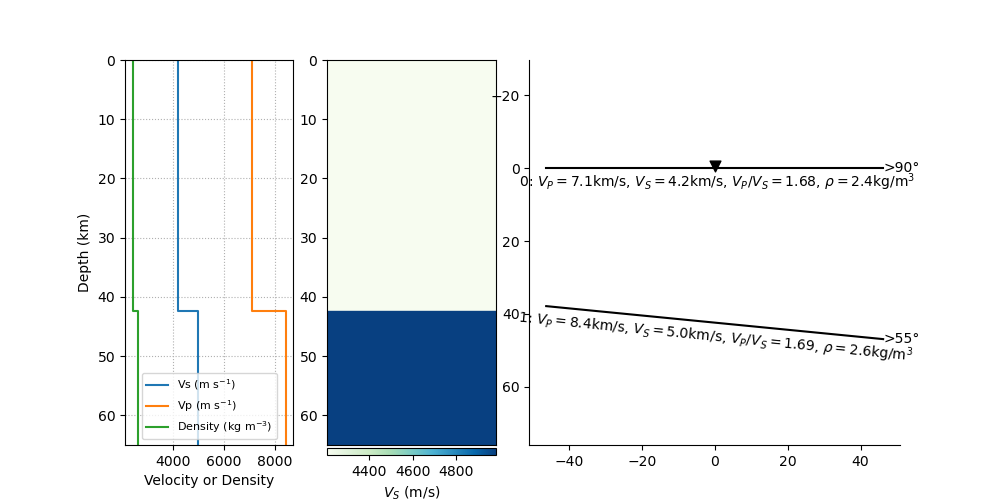 0
10
20
30
40
50
60
Depth (km)
Vs (m s⁻¹)
Vp (m s⁻¹)
Density (kg m⁻³)
4000 6000 8000
Velocity or Density
0
10
20
30
40
50
60
4400 4600 4800
V_S (m/s)
−20
0
20
40
60
>90°
0: V_P = 7.1km/s, V_S = 4.2km/s, V_P/V_S = 1.68, ρ = 2.4kg/m³
>55°
1: V_P = 8.4km/s, V_S = 5.0km/s, V_P/V_S = 1.69, ρ = 2.6kg/m³
−40 −20 0 20 40